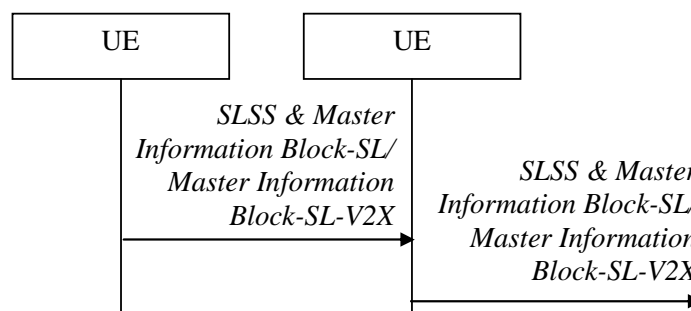 UE
UE
SLSS & Master
Information Block-SL/
Master Information
Block-SL-V2X
SLSS & Master
Information Block-SL/
Master Information
Block-SL-V2X